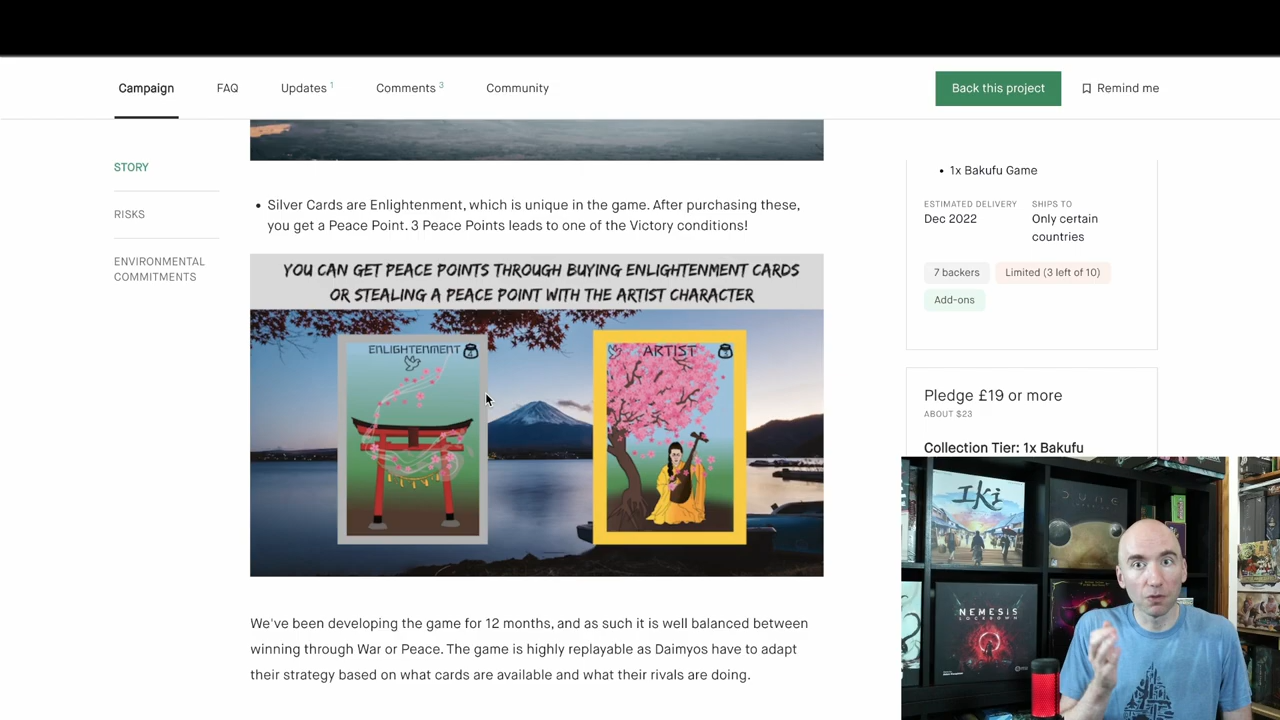 Campaign
FAQ
Updates 1
Comments 3
Community
Back this project
Remind me
STORY
RISKS
ENVIRONMENTAL
COMMITMENTS
• Silver Cards are Enlightenment, which is unique in the game. After purchasing these,
you get a Peace Point. 3 Peace Points leads to one of the Victory conditions!
YOU CAN GET PEACE POINTS THROUGH BUYING ENLIGHTENMENT CARDS
OR STEALING A PEACE POINT WITH THE ARTIST CHARACTER
ENLIGHTENMENT
ARTIST
We've been developing the game for 12 months, and as such it is well balanced between
winning through War or Peace. The game is highly replayable as Daimyos have to adapt
their strategy based on what cards are available and what their rivals are doing.
• 1x Bakufu Game
ESTIMATED DELIVERY
Dec 2022
SHIPS TO
Only certain
countries
7 backers
Limited (3 left of 10)
Add-ons
Pledge £19 or more
ABOUT $23
Collection Tier: 1x Bakufu
IKI
DUNE
NEMESIS
LOCKDOWN